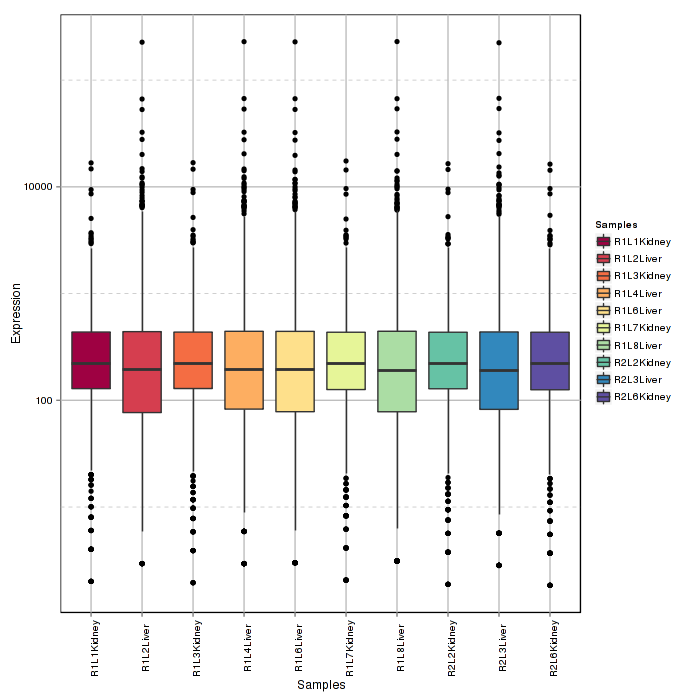 10000
100
Expression
R1L1Kidney
R1L2Liver
R1L3Kidney
R1L4Liver
R1L6Liver
R1L7Kidney
R1L8Liver
R2L2Kidney
R2L3Liver
R2L6Kidney
Samples
Samples
R1L1Kidney
R1L2Liver
R1L3Kidney
R1L4Liver
R1L6Liver
R1L7Kidney
R1L8Liver
R2L2Kidney
R2L3Liver
R2L6Kidney